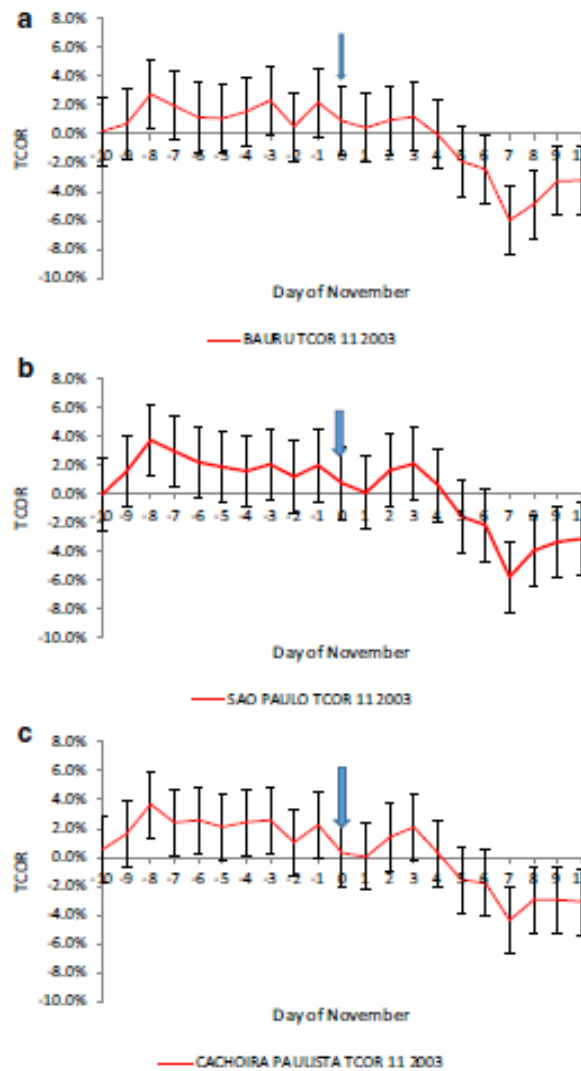 a
8.0%
6.0%
4.0%
2.0%
0.0%
-10 -9 -8 -7 -6 -5 -4 -3 -2 -1 0 1 2 3 4 5 6 7 8 9
-2.0%
-4.0%
-6.0%
-8.0%
-10.0%
TCOR
Day of November
BAURU TCOR 11 2003
b
8.0%
6.0%
4.0%
2.0%
0.0%
-9 -8 -7 -6 -5 -4 -3 -2 -1 0 1 2 3 4 5 6 7 8 9
-2.0%
-4.0%
-6.0%
-8.0%
-10.0%
TCOR
Day of November
SAO PAULO TCOR 11 2003
c
8.0%
6.0%
4.0%
2.0%
0.0%
-9 -8 -7 -6 -5 -4 -3 -2 -1 0 1 2 3 4 5 6 7 8 9
-2.0%
-4.0%
-6.0%
-8.0%
-10.0%
TCOR
Day of November
CACHOIRA PAULISTA TCOR 11 2003